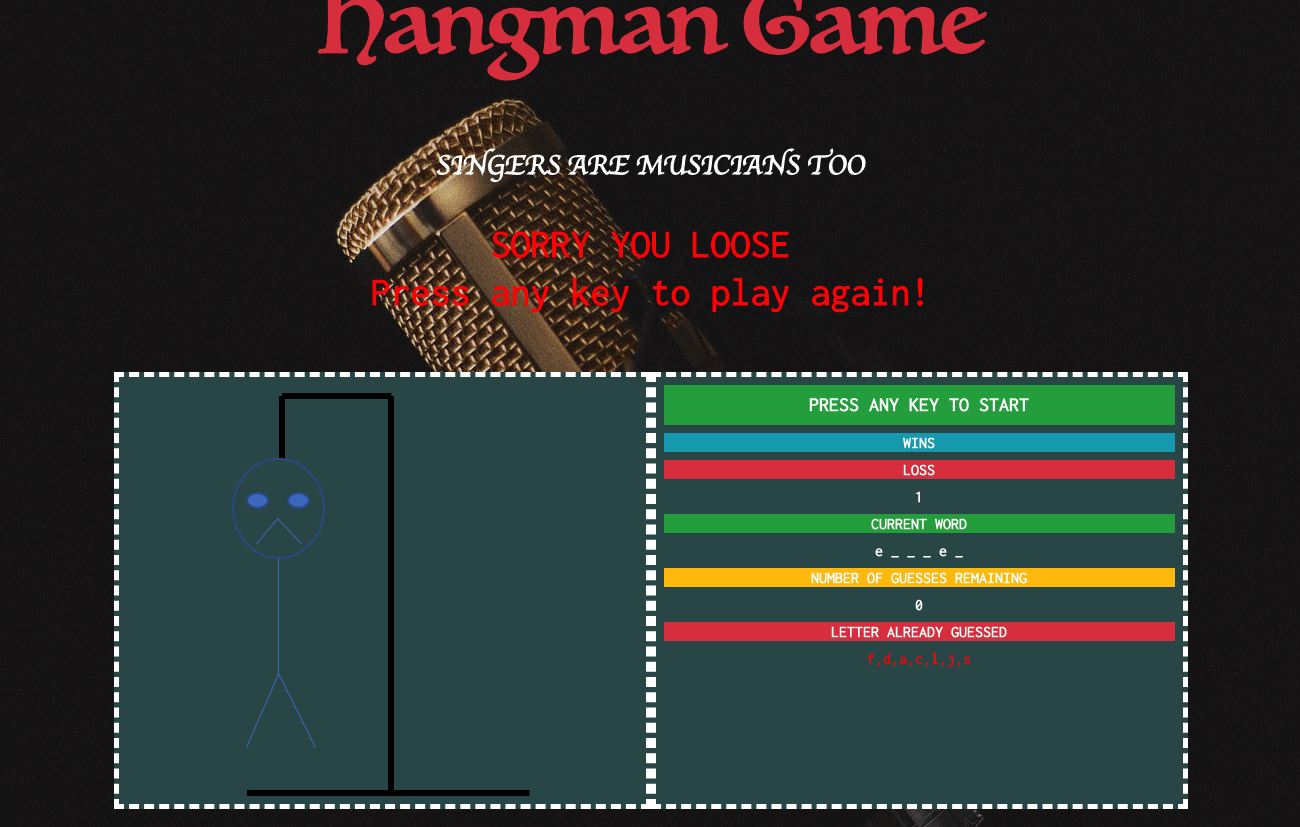 Hangman Game
SINGERS ARE MUSICIANS TOO
SORRY YOU LOOSE
Press any key to play again!
PRESS ANY KEY TO START
WINS
LOSS
1
CURRENT WORD
e _ _ _ e _
NUMBER OF GUESSES REMAINING
0
LETTER ALREADY GUESSED
f,d,a,c,l,j,s